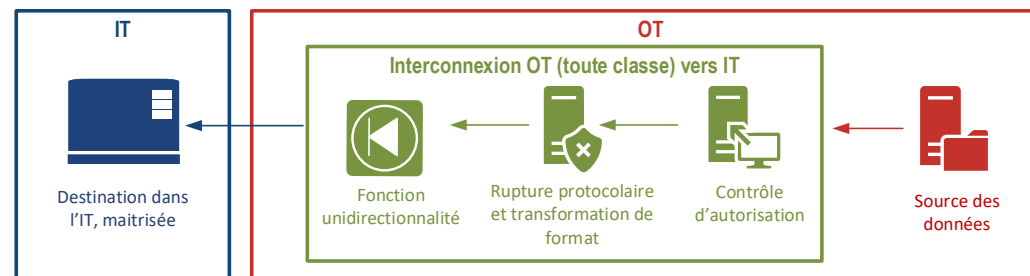 IT
OT
Interconnexion OT (toute classe) vers IT
Destination dans
l'IT, maitrisée
Fonction
unidirectionnalité
Rupture protocolaire
et transformation de
format
Contrôle
d'autorisation
Source des
données